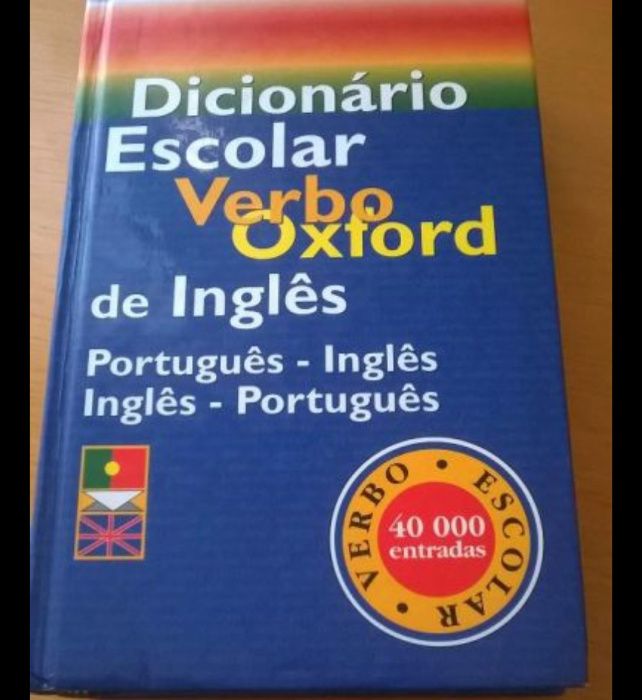 Dicionário
Escolar
Verbo
Oxford
de Inglês
Português - Inglês
Inglês - Português
VERBO • ESCOLAR •
40 000
entradas